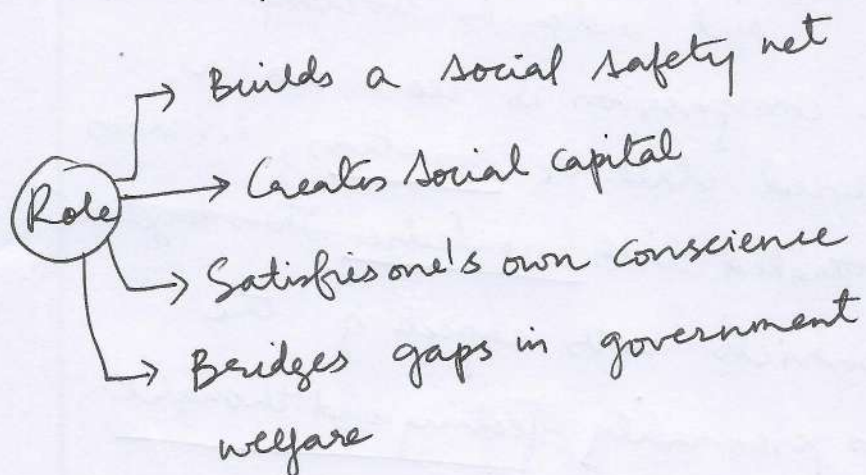 Role
Builds a social safety net
Creates social capital
Satisfies one's own conscience
Bridges gaps in government
welfare